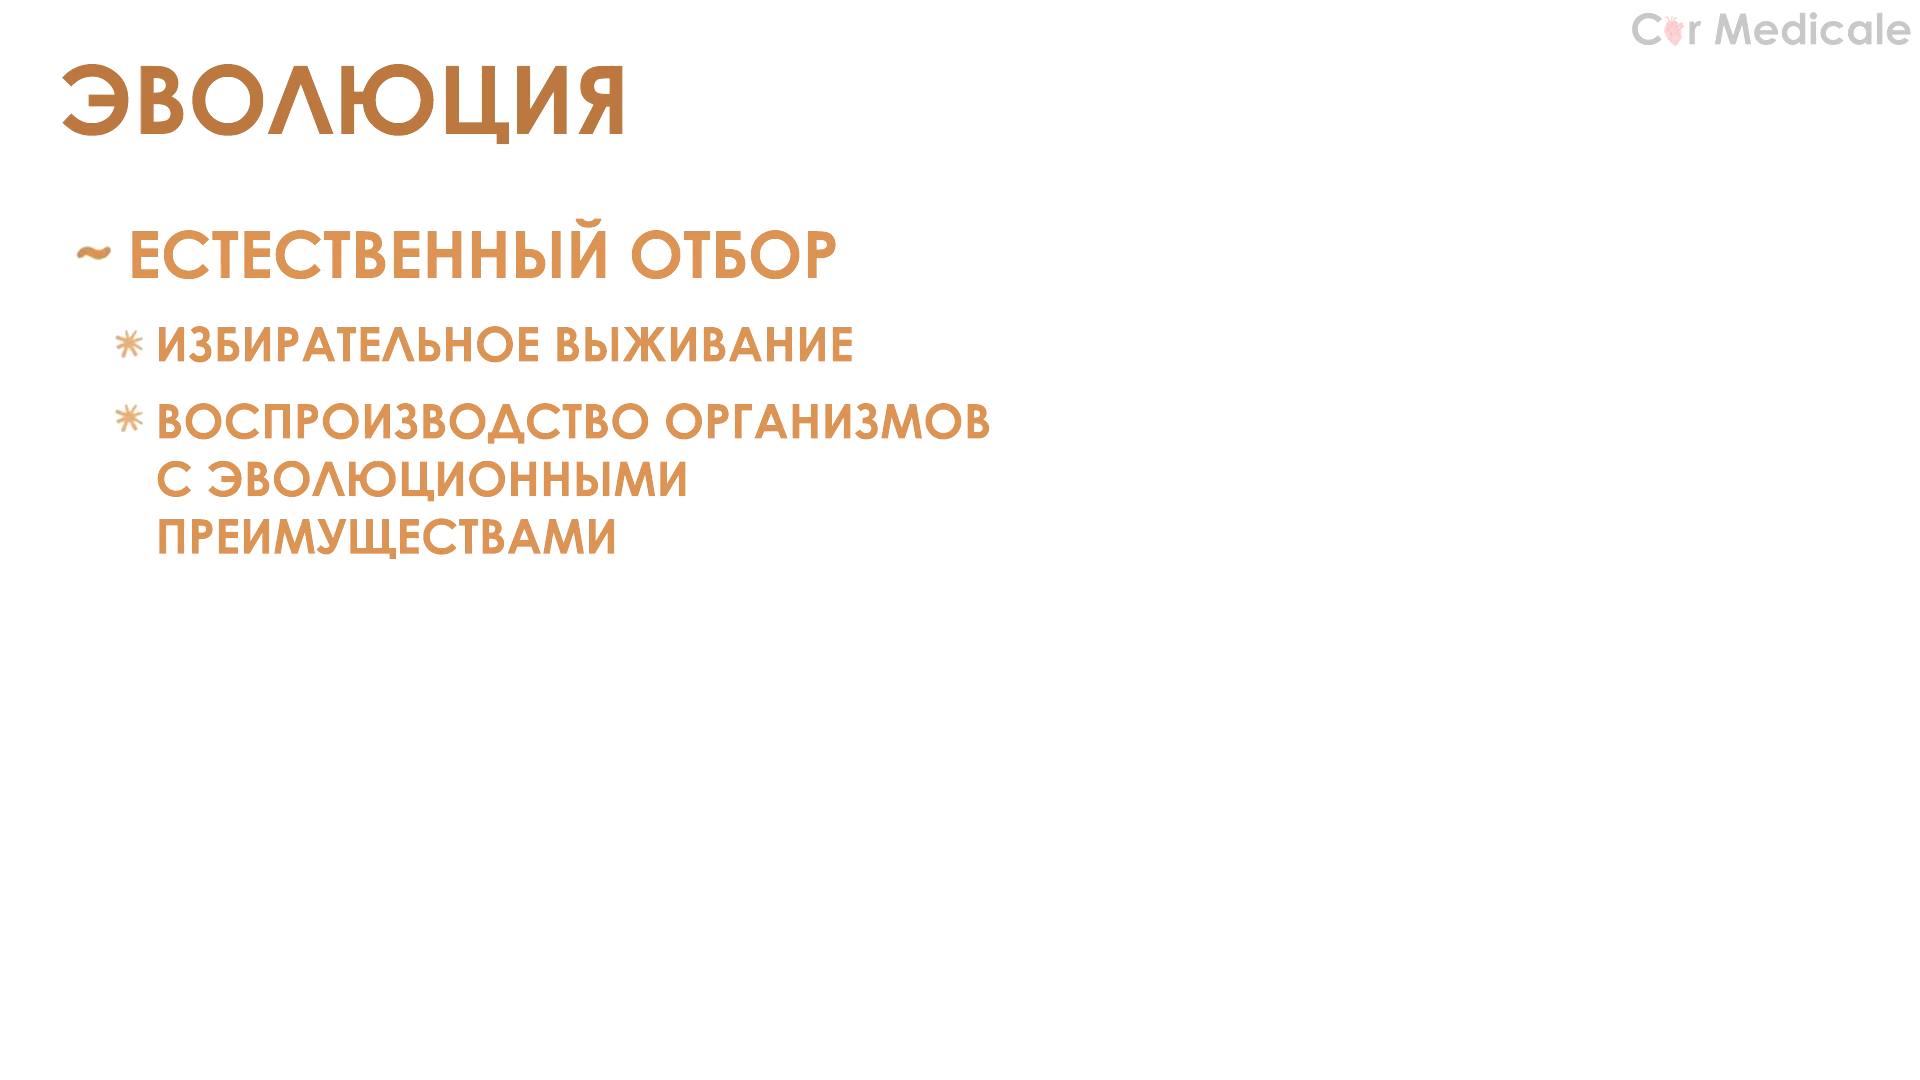 Cor Medicale
ЭВОЛЮЦИЯ
~ ЕСТЕСТВЕННЫЙ ОТБОР
* ИЗБИРАТЕЛЬНОЕ ВЫЖИВАНИЕ
* ВОСПРОИЗВОДСТВО ОРГАНИЗМОВ
С ЭВОЛЮЦИОННЫМИ
ПРЕИМУЩЕСТВАМИ